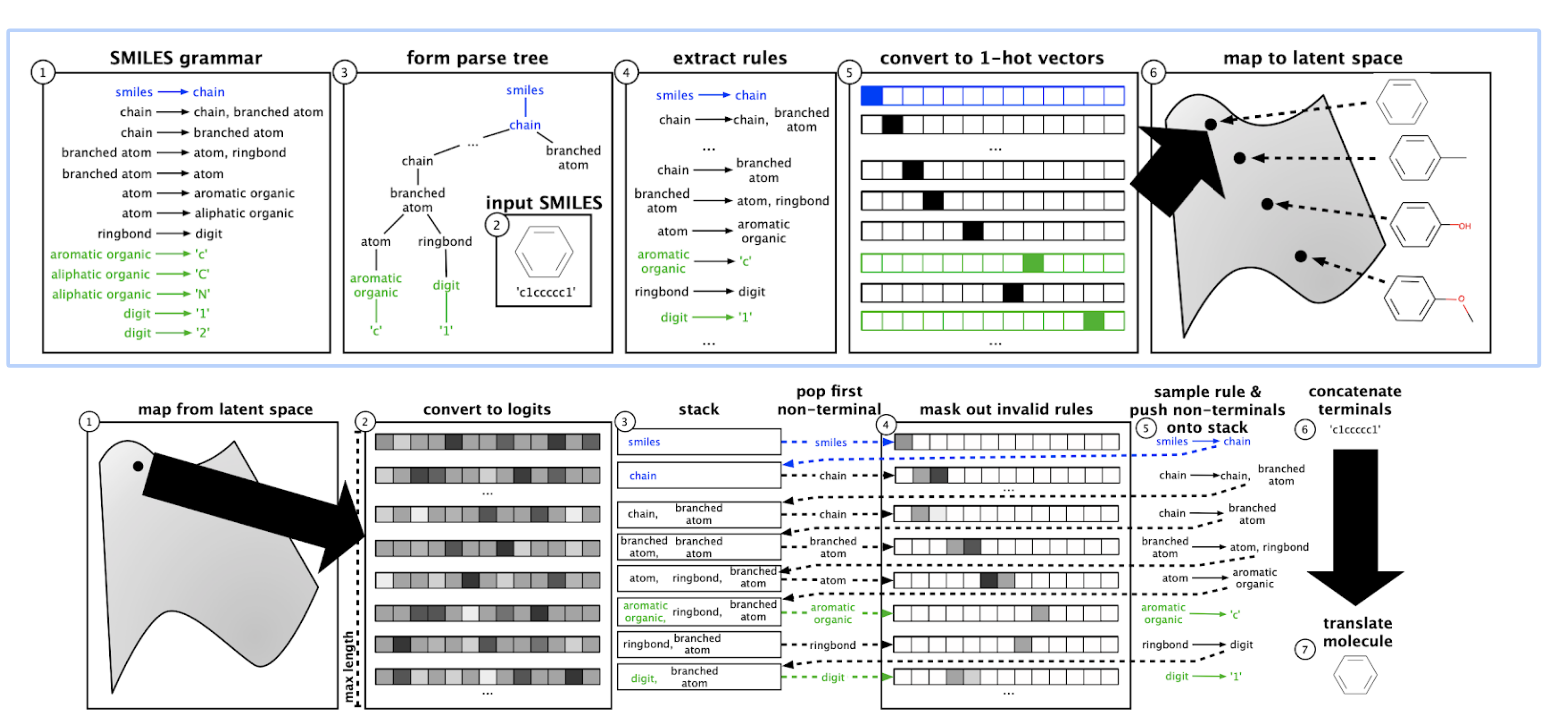 SMILES grammar
1
smiles → chain
chain → chain, branched atom
chain → branched atom
branched atom → atom, ringbond
branched atom → atom
atom → aromatic organic
atom → aliphatic organic
ringbond → digit
aromatic organic → 'c'
aliphatic organic → 'C'
aliphatic organic → 'N'
digit → '1'
digit → '2'
form parse tree
3
smiles
chain
...
chain
branched
atom
branched
atom
atom
ringbond
aromatic
organic
digit
'c'
'1'
input SMILES
2
'c1ccccc1'
extract rules
4
smiles → chain
chain → chain, branched
atom
...
chain → branched
atom
branched
atom → atom, ringbond
atom → aromatic
organic
aromatic
organic → 'c'
ringbond → digit
digit → '1'
...
convert to 1-hot vectors
5
...
...
map to latent space
6
OH
O
map from latent space
1
max length
convert to logits
2
...
...
stack
3
smiles
chain
chain, branched
atom
branched
atom, branched
atom
atom, ringbond, branched
atom
aromatic
organic, ringbond, branched
atom
ringbond, branched
atom
digit, branched
atom
pop first
non-terminal
smiles
chain
chain
branched
atom
atom
aromatic
organic
ringbond
digit
mask out invalid rules
4
...
...
sample rule &
push non-terminals
onto stack
5
smiles → chain
chain → chain, branched
atom
chain → branched
atom
branched
atom → atom, ringbond
atom → aromatic
organic
aromatic
organic → 'c'
ringbond → digit
digit → '1'
concatenate
terminals
6
'c1ccccc1'
translate
molecule
7